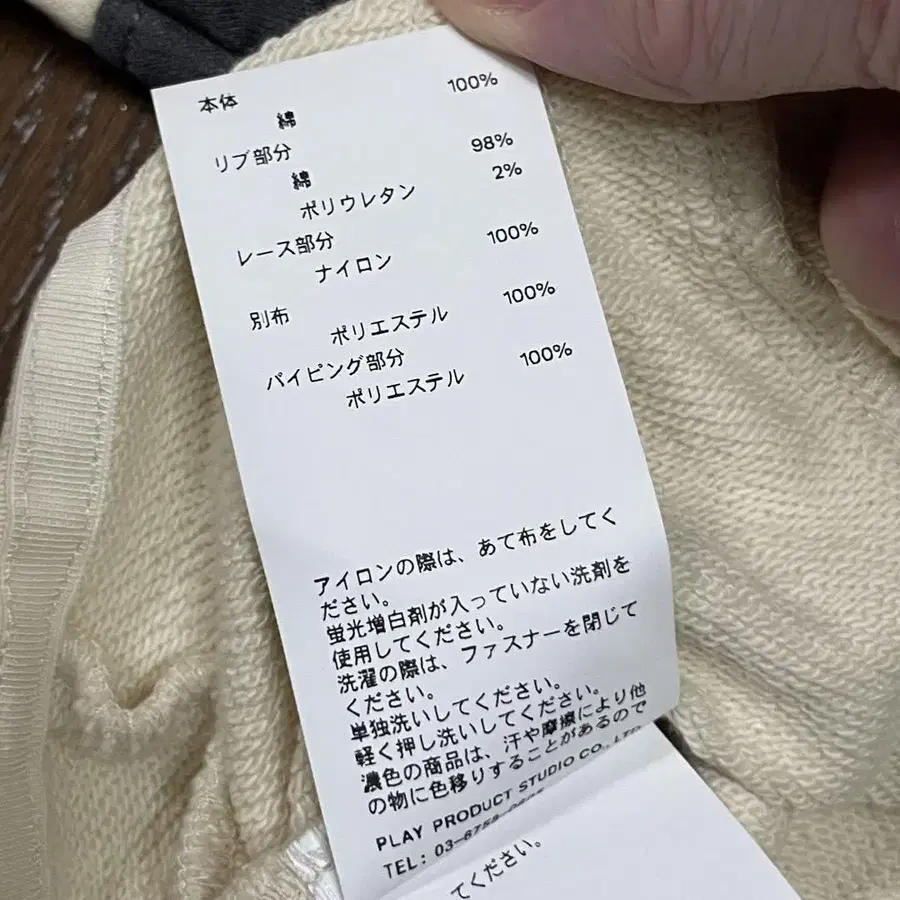 本体
綿 100%
リブ部分
綿 98%
ポリウレタン 2%
レース部分
ナイロン 100%
別布
ポリエステル 100%
パイピング部分
ポリエステル 100%
アイロンの際は、あて布をしてく
ださい。
蛍光増白剤が入っていない洗剤を
使用してください。
洗濯の際は、ファスナーを閉じて
ください。
単独洗いしてください。
軽く押し洗いしてください。
濃色の商品は、汗や摩擦により他
の物に色移りすることがあるので
PLAY PRODUCT STUDIO CO., LTD.
TEL: 03-6758-
てください。